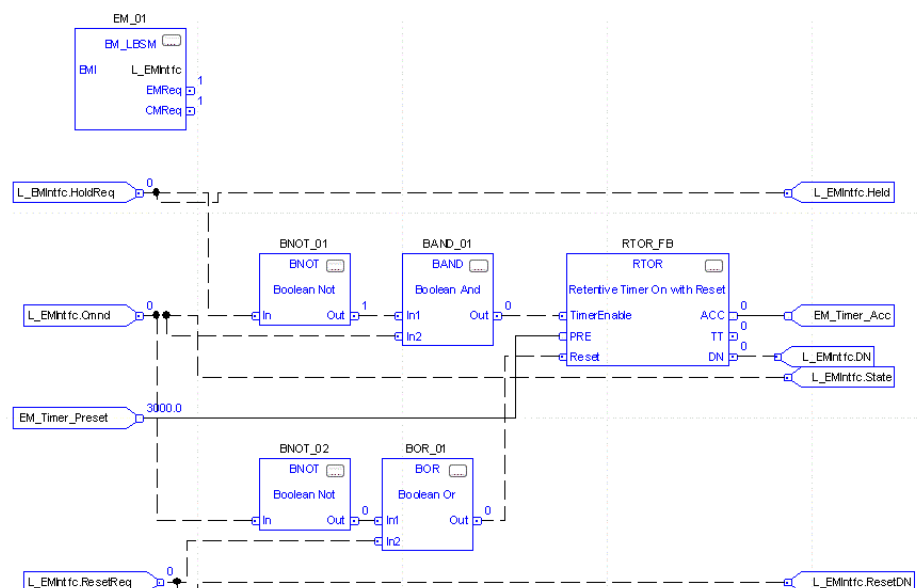 EM_01
EM_LBSM
EMI L_EMIntfc
EMReq 1
CMReq 1
L_EMIntfc.HoldReq 0 L_EMIntfc.Held
BNOT_01 BAND_01 RTOR_FB
BNOT BAND RTOR
Boolean Not Boolean And Retentive Timer On with Reset
L_EMIntfc.Cmnd 0 In Out 1 In1 Out 0 TimerEnable ACC 0 EM_Timer_Acc
In2 PRE TT 0
Reset DN 0 L_EMIntfc.DN
L_EMIntfc.State
EM_Timer_Preset 3000.0
BNOT_02 BOR_01
BNOT BOR
Boolean Not Boolean Or
In Out 0 In1 Out 0
In2
L_EMIntfc.ResetReq 0 L_EMIntfc.ResetDN